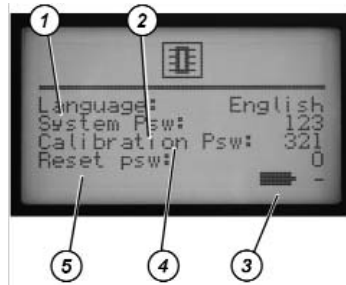 1 2
Language: English
System Psw: 123
Calibration Psw: 321
Reset psw: 0
-
5 4 3